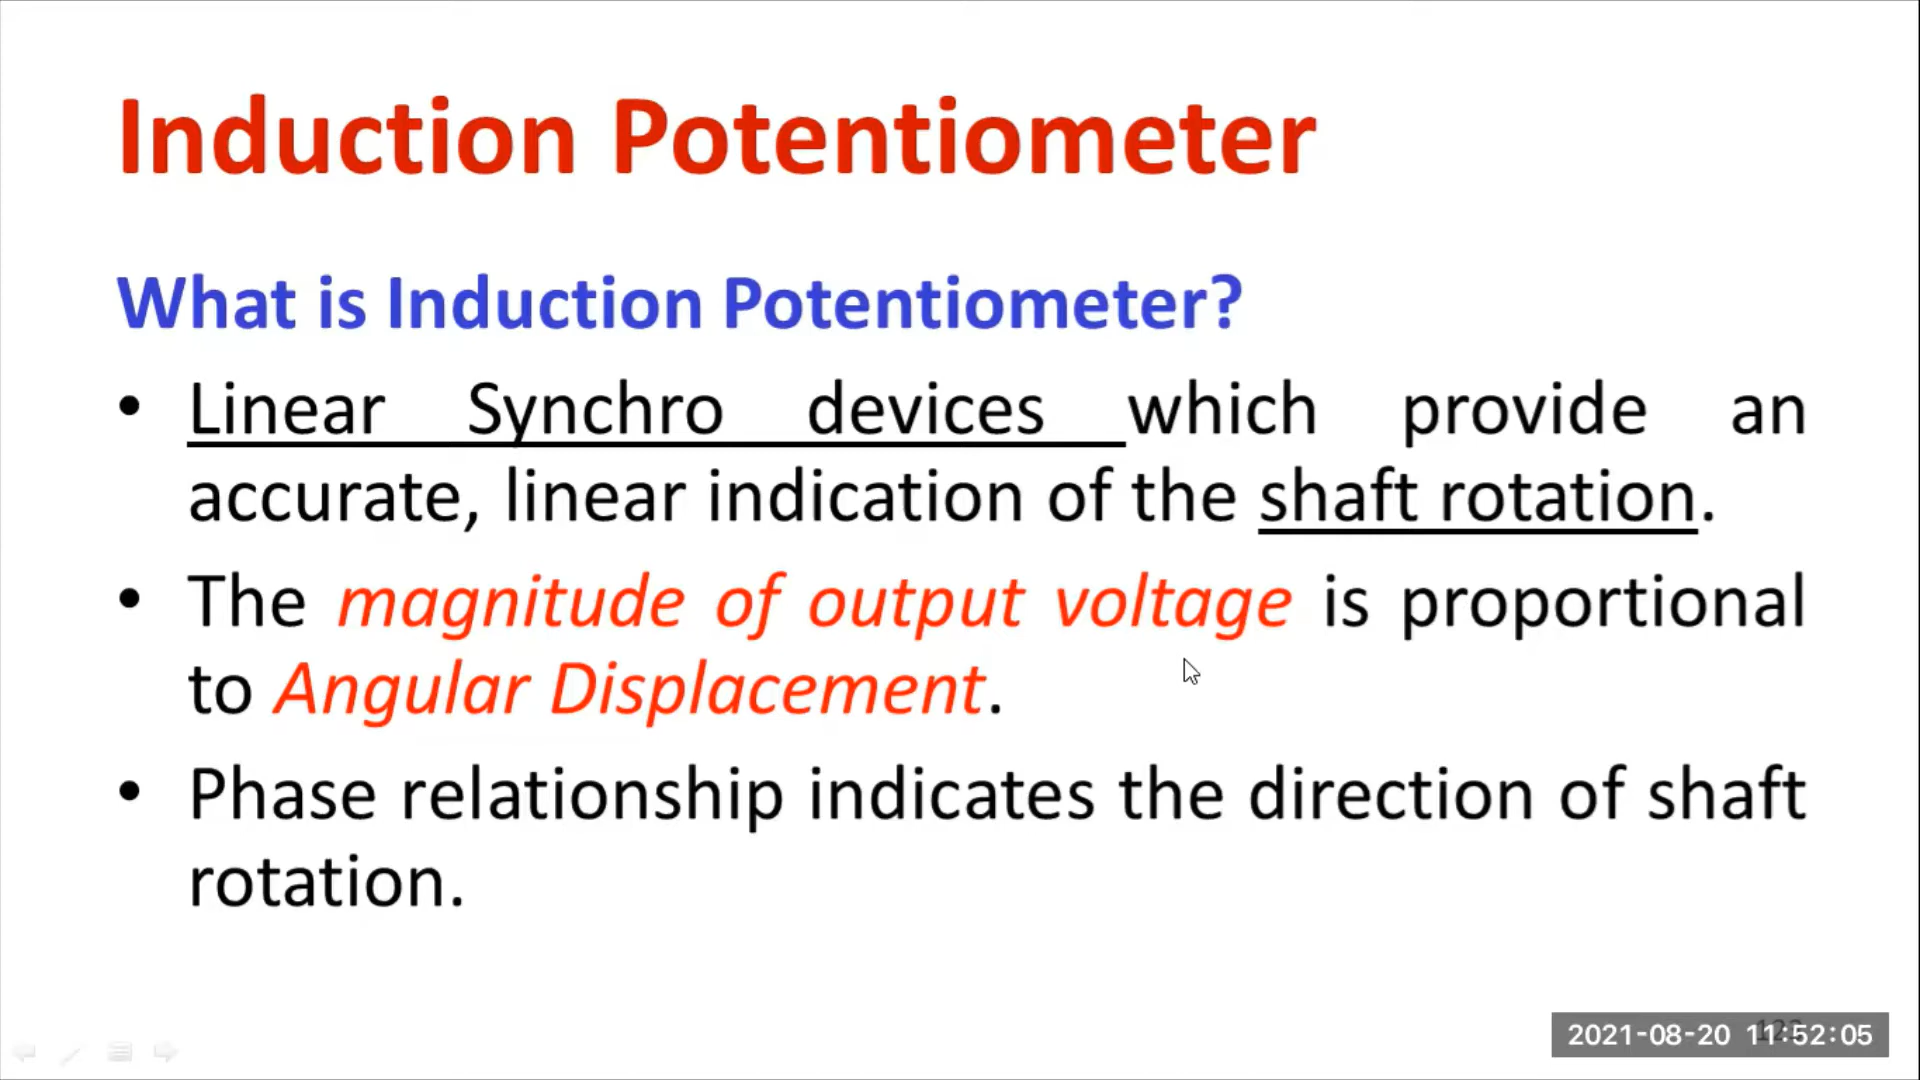 Induction Potentiometer
What is Induction Potentiometer?
• Linear Synchro devices which provide an
accurate, linear indication of the shaft rotation.
• The magnitude of output voltage is proportional
to Angular Displacement.
• Phase relationship indicates the direction of shaft
rotation.
2021-08-20 11:52:05